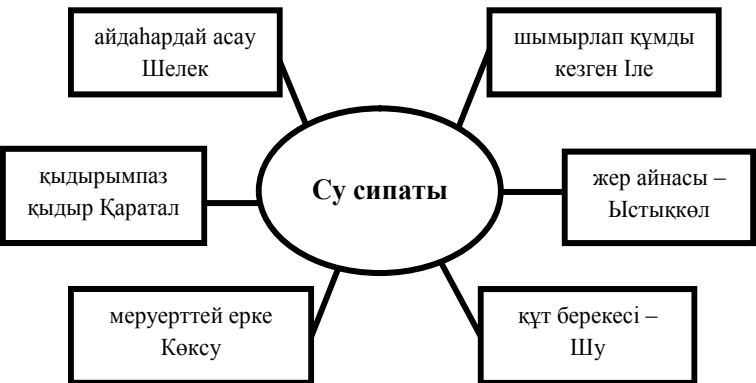 айдаһардай асау
Шелек
шымырлап құмды
кезген Іле
қыдырымпаз
қыдыр Қаратал
Су сипаты
жер айнасы –
Ыстықкөл
меруерттей ерке
Көксу
құт берекесі –
Шу